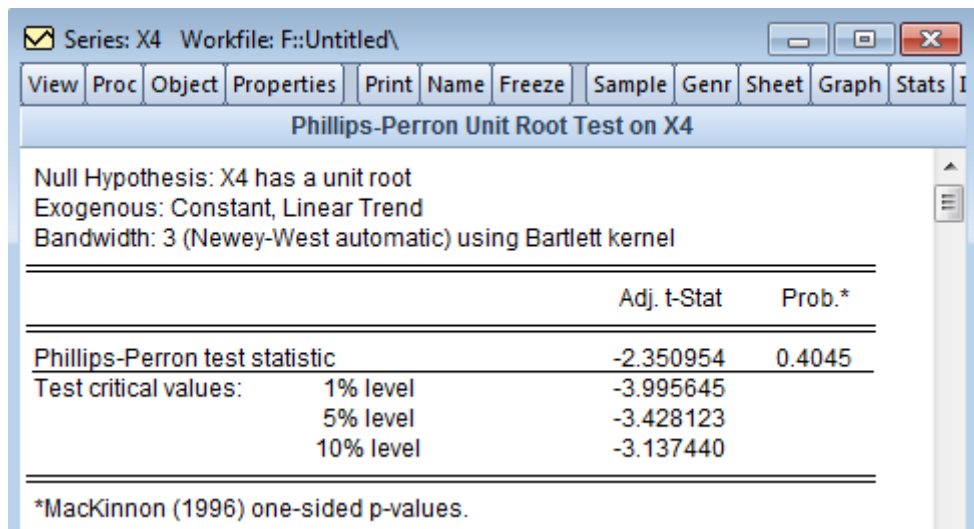 Series: X4 Workfile: F::Untitled\
View Proc Object Properties Print Name Freeze Sample Genr Sheet Graph Stats
Phillips-Perron Unit Root Test on X4
Null Hypothesis: X4 has a unit root
Exogenous: Constant, Linear Trend
Bandwidth: 3 (Newey-West automatic) using Bartlett kernel
Adj. t-Stat Prob.*
Phillips-Perron test statistic -2.350954 0.4045
Test critical values: 1% level -3.995645
5% level -3.428123
10% level -3.137440
*MacKinnon (1996) one-sided p-values.